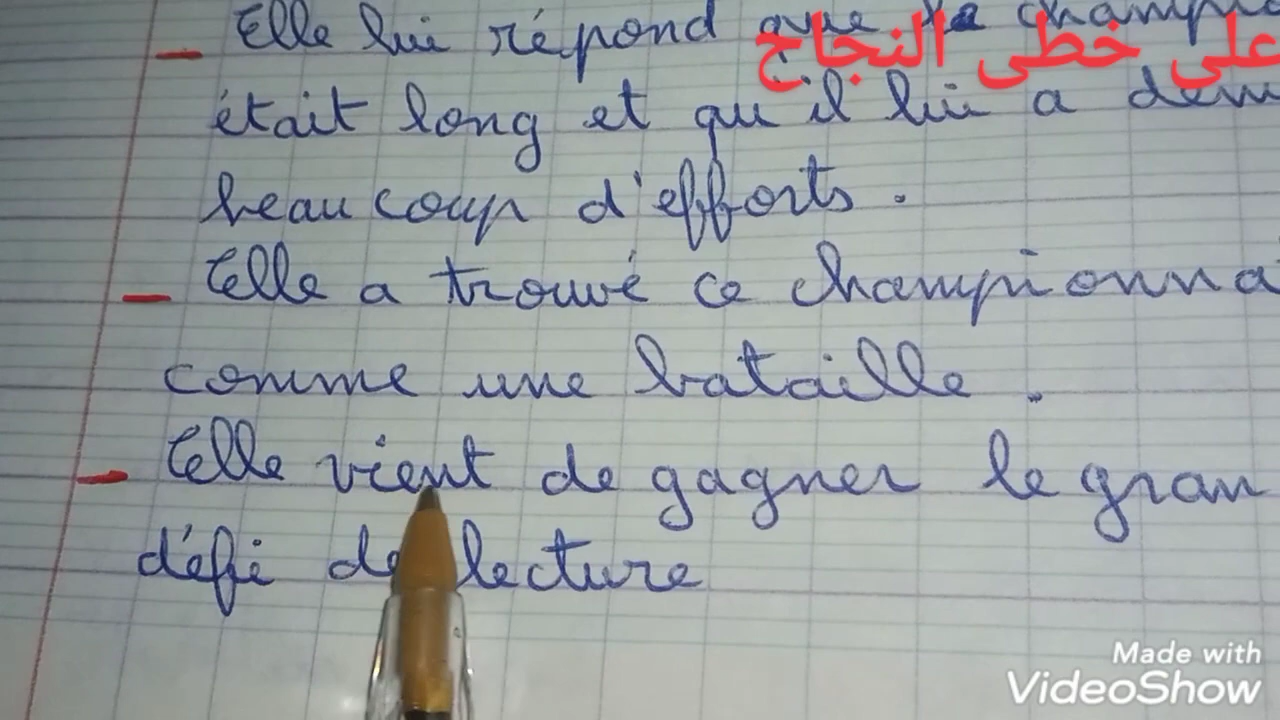 _ Elle lui répond que le champio
على خطى النجاح
était long et qu'il lui a dem
beaucoup d'efforts.
_ Elle a trouvé ce championna
comme une bataille.
_ Elle vient de gagner le gran
défi de lecture
Made with
VideoShow